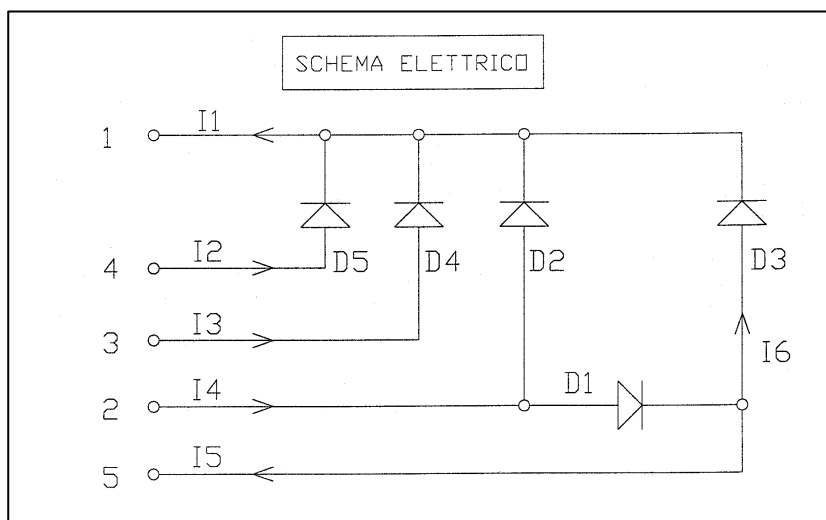 SCHEMA ELETTRICO
1 I1
4 I2 D5 D4 D2 D3
3 I3
I6
2 I4 D1
5 I5